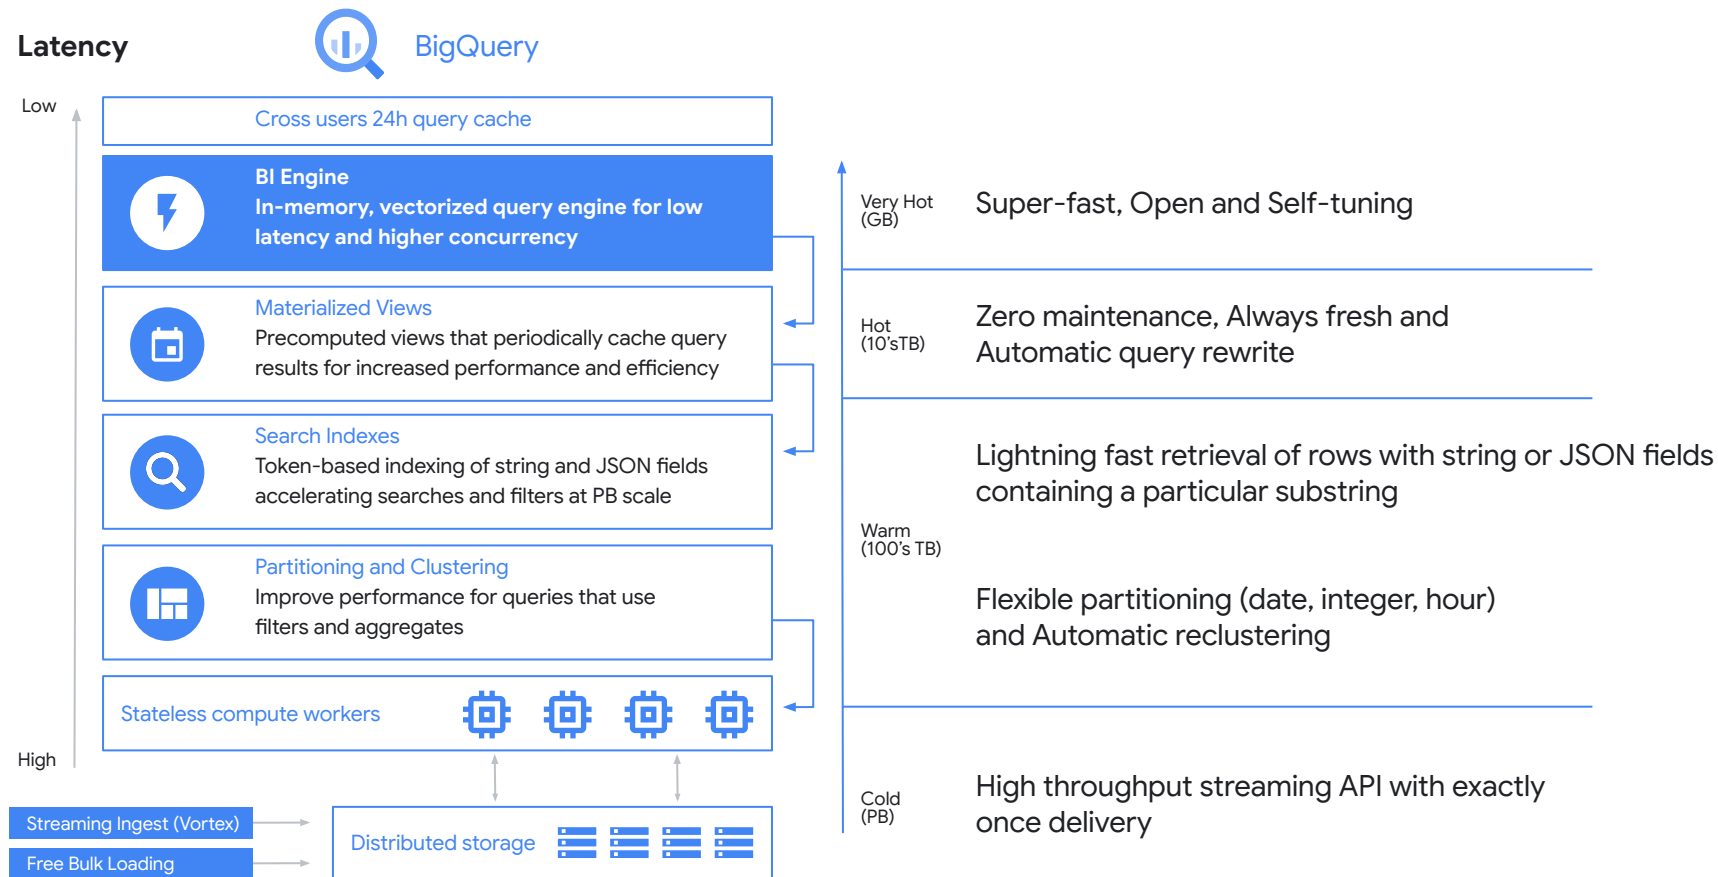 Latency
BigQuery
Low
Cross users 24h query cache
BI Engine
In-memory, vectorized query engine for low
latency and higher concurrency
Very Hot
(GB)
Super-fast, Open and Self-tuning
Materialized Views
Precomputed views that periodically cache query
results for increased performance and efficiency
Hot
(10'sTB)
Zero maintenance, Always fresh and
Automatic query rewrite
Search Indexes
Token-based indexing of string and JSON fields
accelerating searches and filters at PB scale
Lightning fast retrieval of rows with string or JSON fields
containing a particular substring
Warm
(100's TB)
Partitioning and Clustering
Improve performance for queries that use
filters and aggregates
Flexible partitioning (date, integer, hour)
and Automatic reclustering
Stateless compute workers
High
Cold
(PB)
High throughput streaming API with exactly
once delivery
Streaming Ingest (Vortex)
Free Bulk Loading
Distributed storage